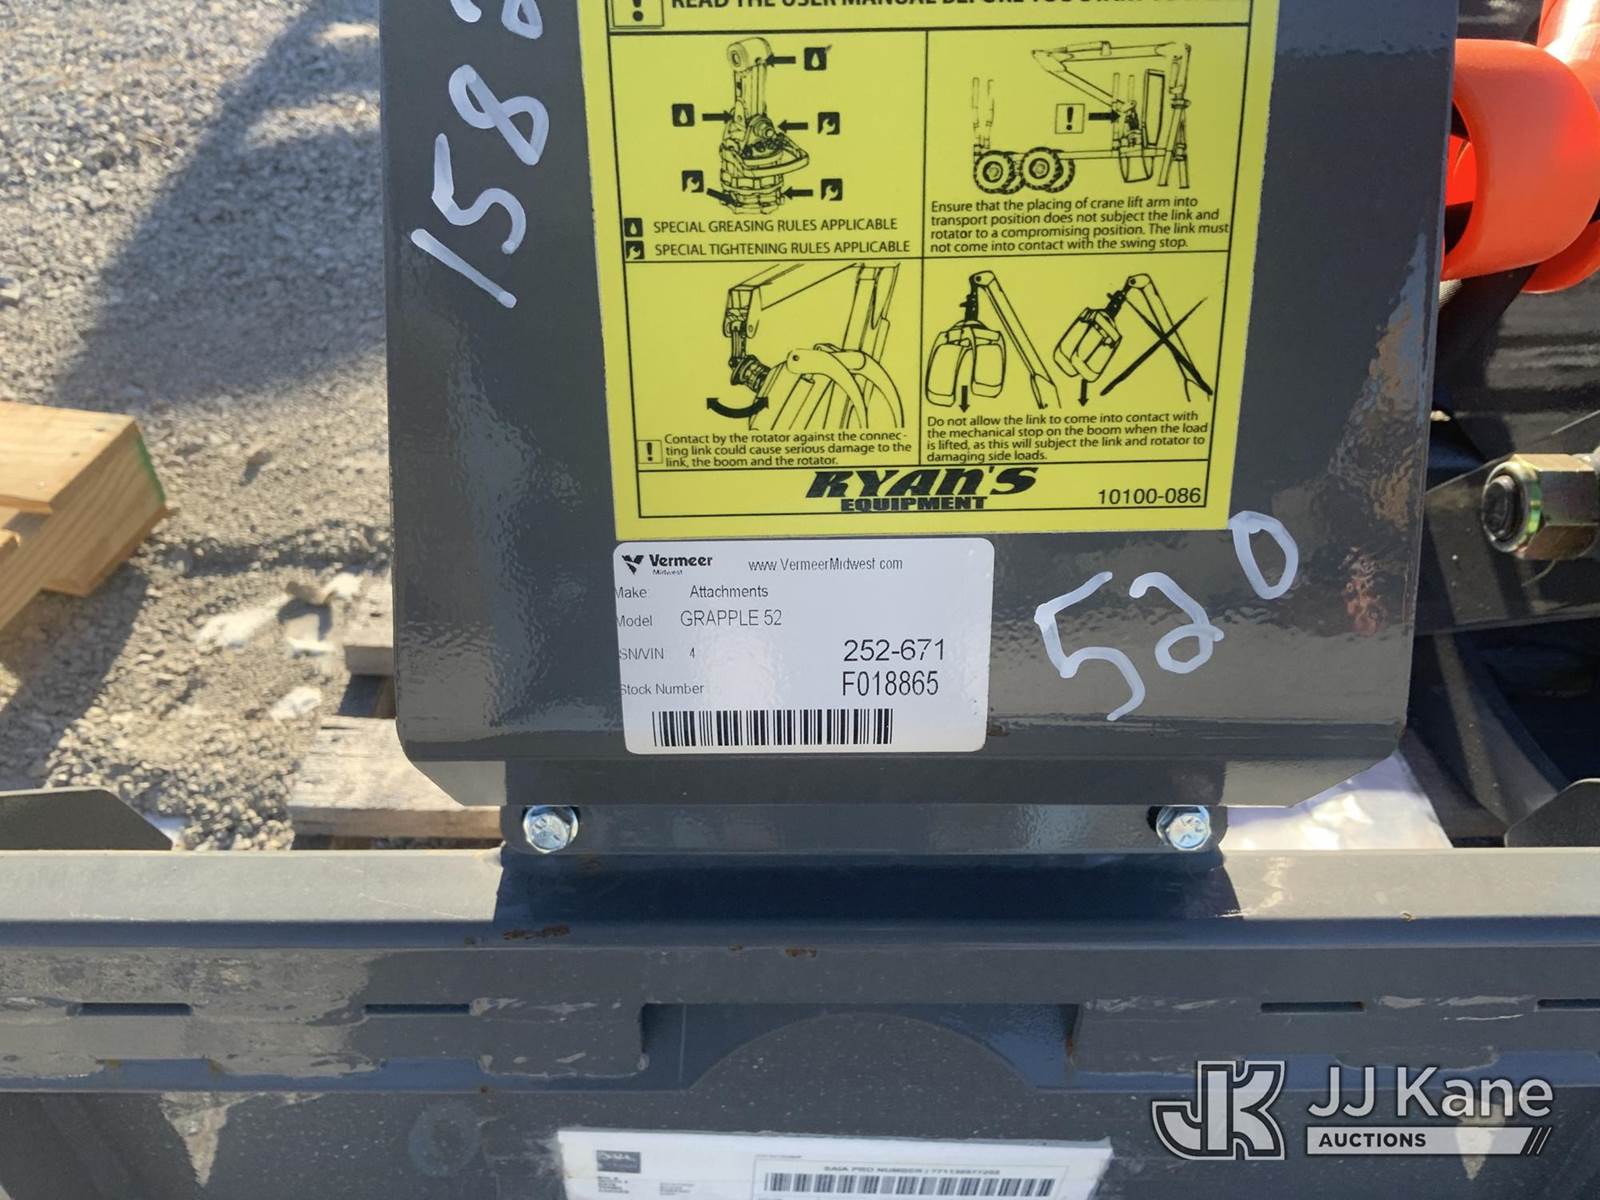 READ THE USER MANUAL BEFORE YOU START
!
SPECIAL GREASING RULES APPLICABLE
SPECIAL TIGHTENING RULES APPLICABLE
!
Ensure that the placing of crane lift arm into
transport position does not subject the link and
rotator to a compromising position. The link must
not come into contact with the swing stop.
! Contact by the rotator against the connec-
ting link could cause serious damage to the
link, the boom and the rotator.
Do not allow the link to come into contact with
the mechanical stop on the boom when the load
is lifted, as this will subject the link and rotator to
damaging side loads.
RYAN'S
EQUIPMENT
10100-086
158
520
Vermeer
Midwest
www VermeerMidwest com
Make: Attachments
Model GRAPPLE 52
SN/VIN 4
252-671
Stock Number F018865
SAIA PRO NUMBER
JK JJ Kane
AUCTIONS